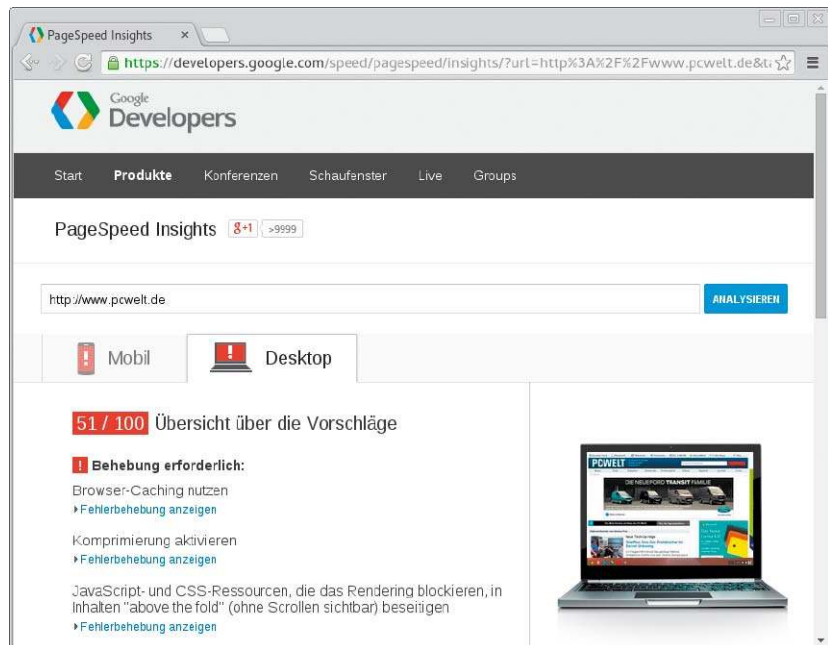 PageSpeed Insights ×
https://developers.google.com/speed/pagespeed/insights/?url=http%3A%2F%2Fwww.pcwelt.de&t
Google
Developers
Start Produkte Konferenzen Schaufenster Live Groups
PageSpeed Insights g+1 >9999
http://www.pcwelt.de ANALYSIEREN
Mobil Desktop
51 / 100 Übersicht über die Vorschläge
! Behebung erforderlich:
Browser-Caching nutzen
Fehlerbehebung anzeigen
Komprimierung aktivieren
Fehlerbehebung anzeigen
JavaScript- und CSS-Ressourcen, die das Rendering blockieren, in
Inhalten "above the fold" (ohne Scrollen sichtbar) beseitigen
Fehlerbehebung anzeigen
PCWELT
DIE NEUE FORD TRANSIT FAMILIE